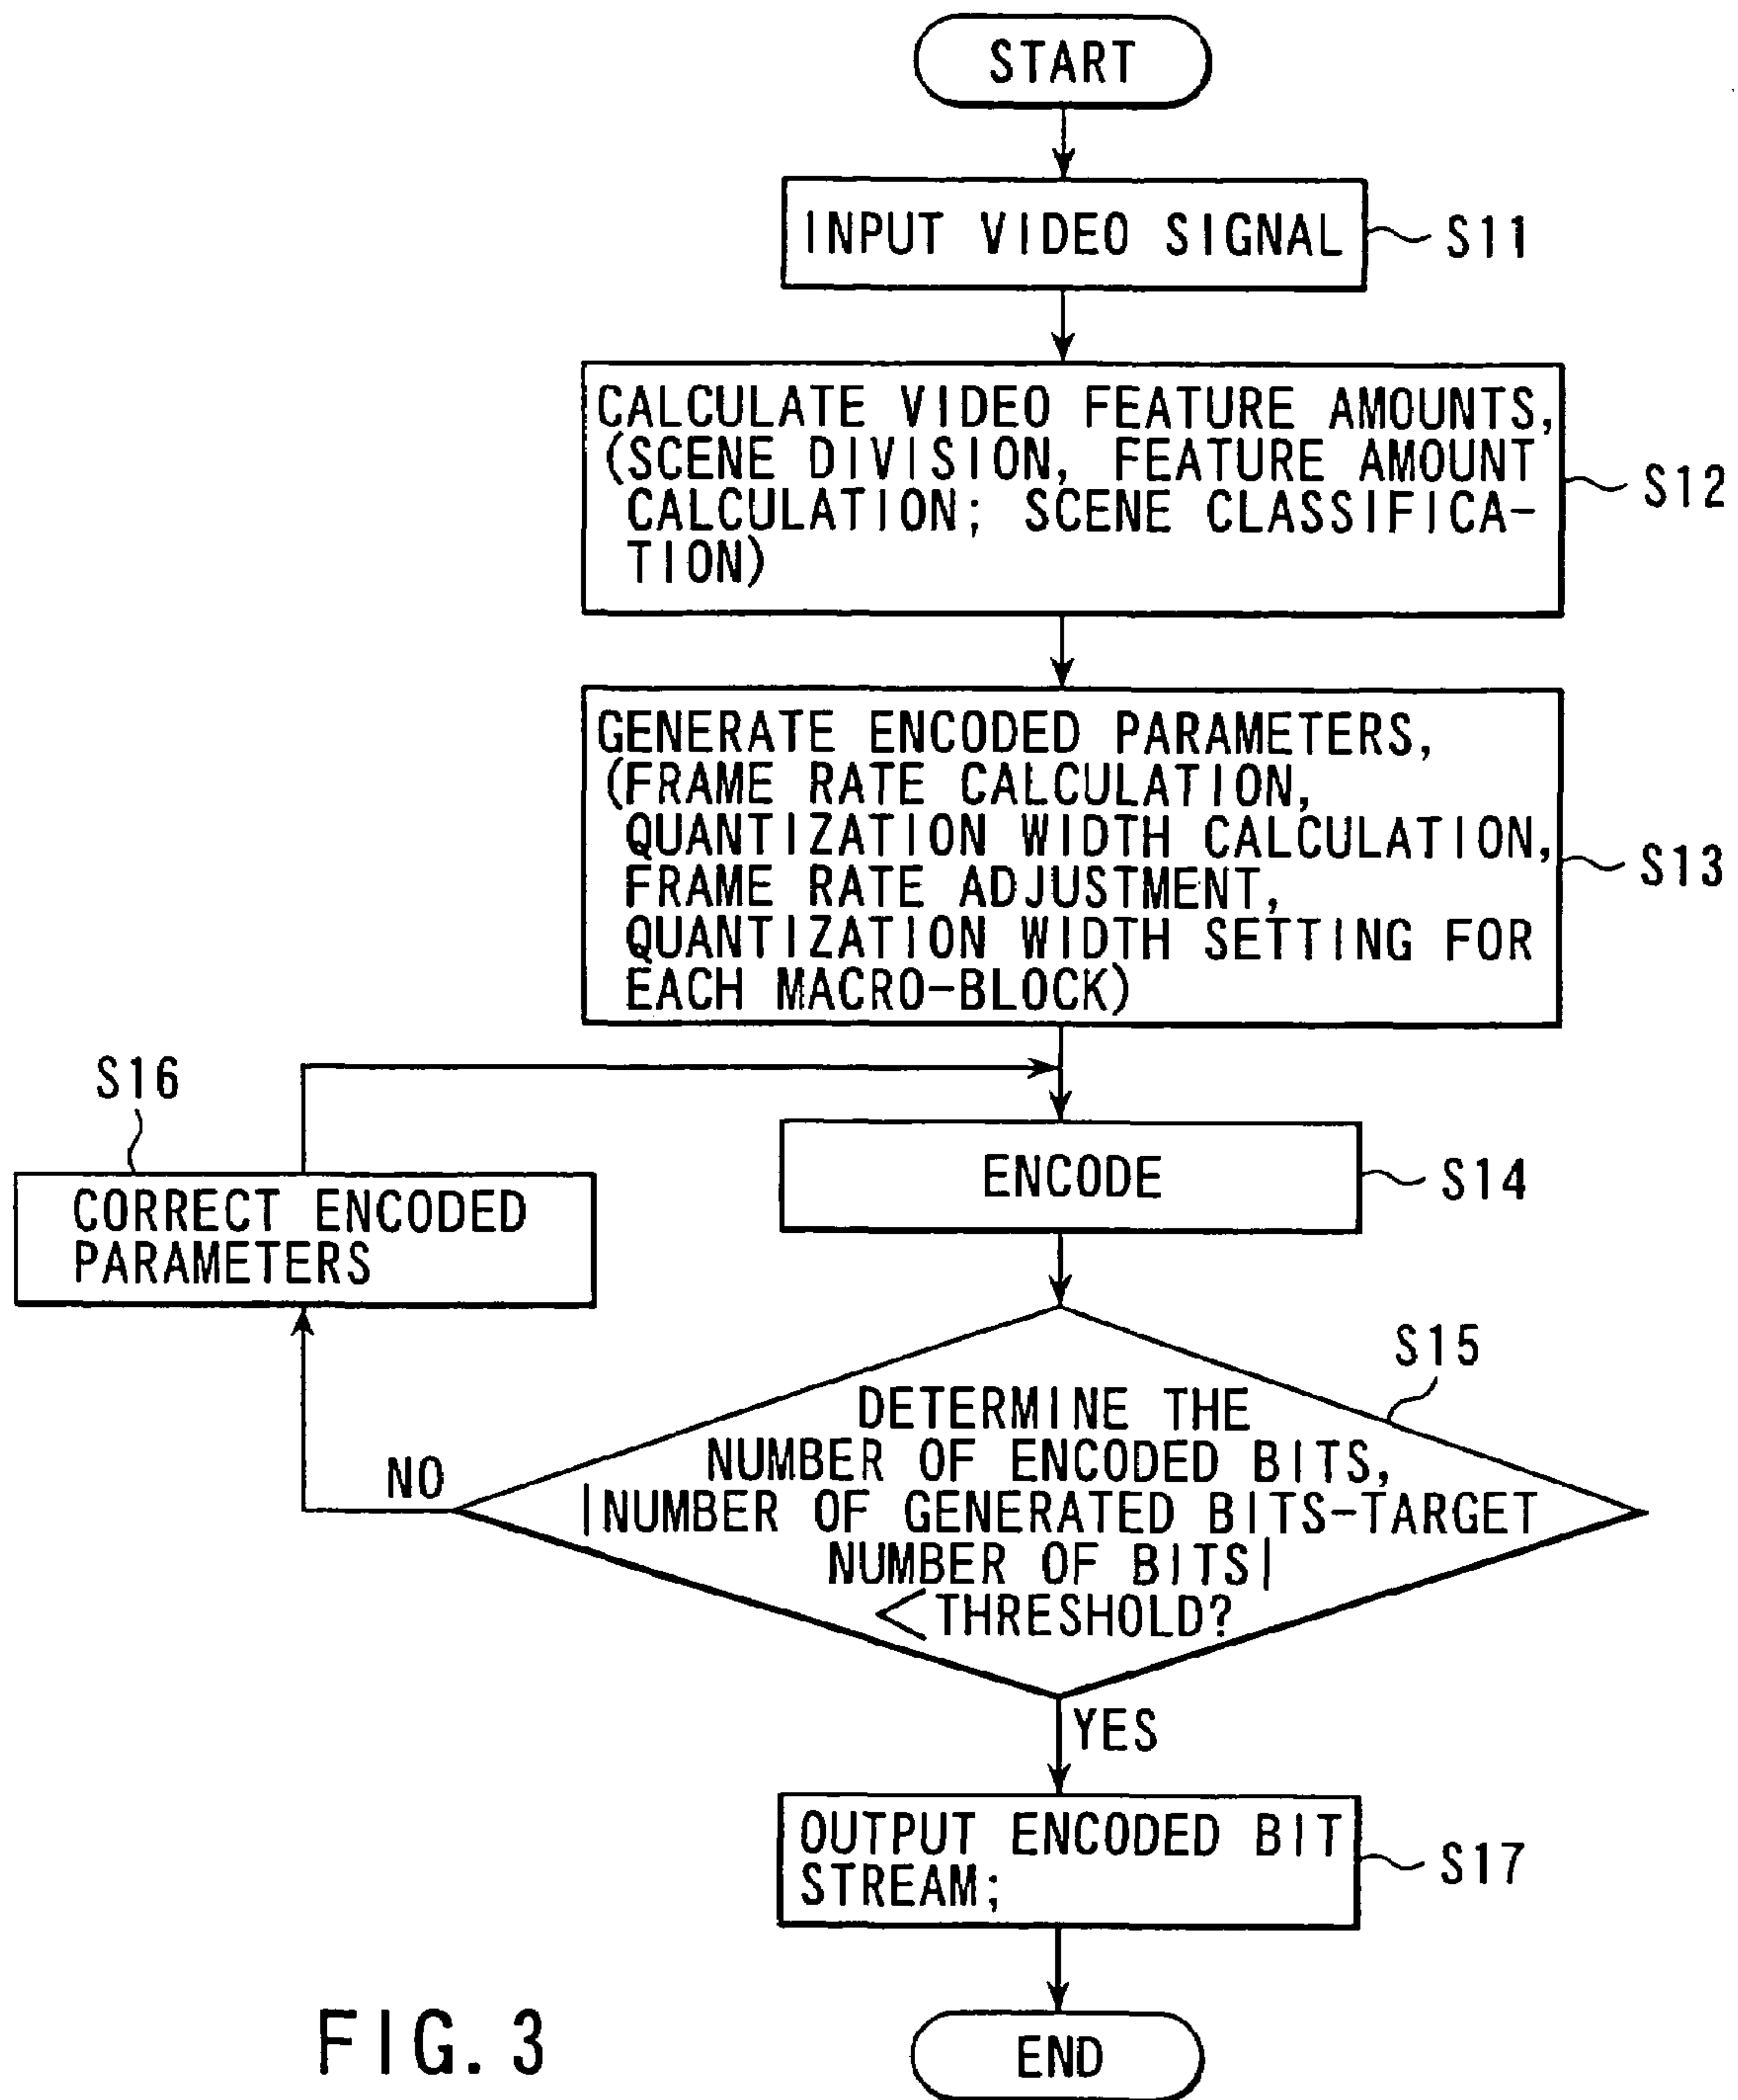 START
INPUT VIDEO SIGNAL
S11
CALCULATE VIDEO FEATURE AMOUNTS,
(SCENE DIVISION, FEATURE AMOUNT
CALCULATION; SCENE CLASSIFICA-
TION)
S12
GENERATE ENCODED PARAMETERS,
(FRAME RATE CALCULATION,
QUANTIZATION WIDTH CALCULATION,
FRAME RATE ADJUSTMENT,
QUANTIZATION WIDTH SETTING FOR
EACH MACRO-BLOCK)
S13
S16
CORRECT ENCODED
PARAMETERS
ENCODE
S14
S15
DETERMINE THE
NUMBER OF ENCODED BITS,
|NUMBER OF GENERATED BITS-TARGET
NUMBER OF BITS|
<THRESHOLD?
NO
YES
OUTPUT ENCODED BIT
STREAM;
S17
END
FIG. 3